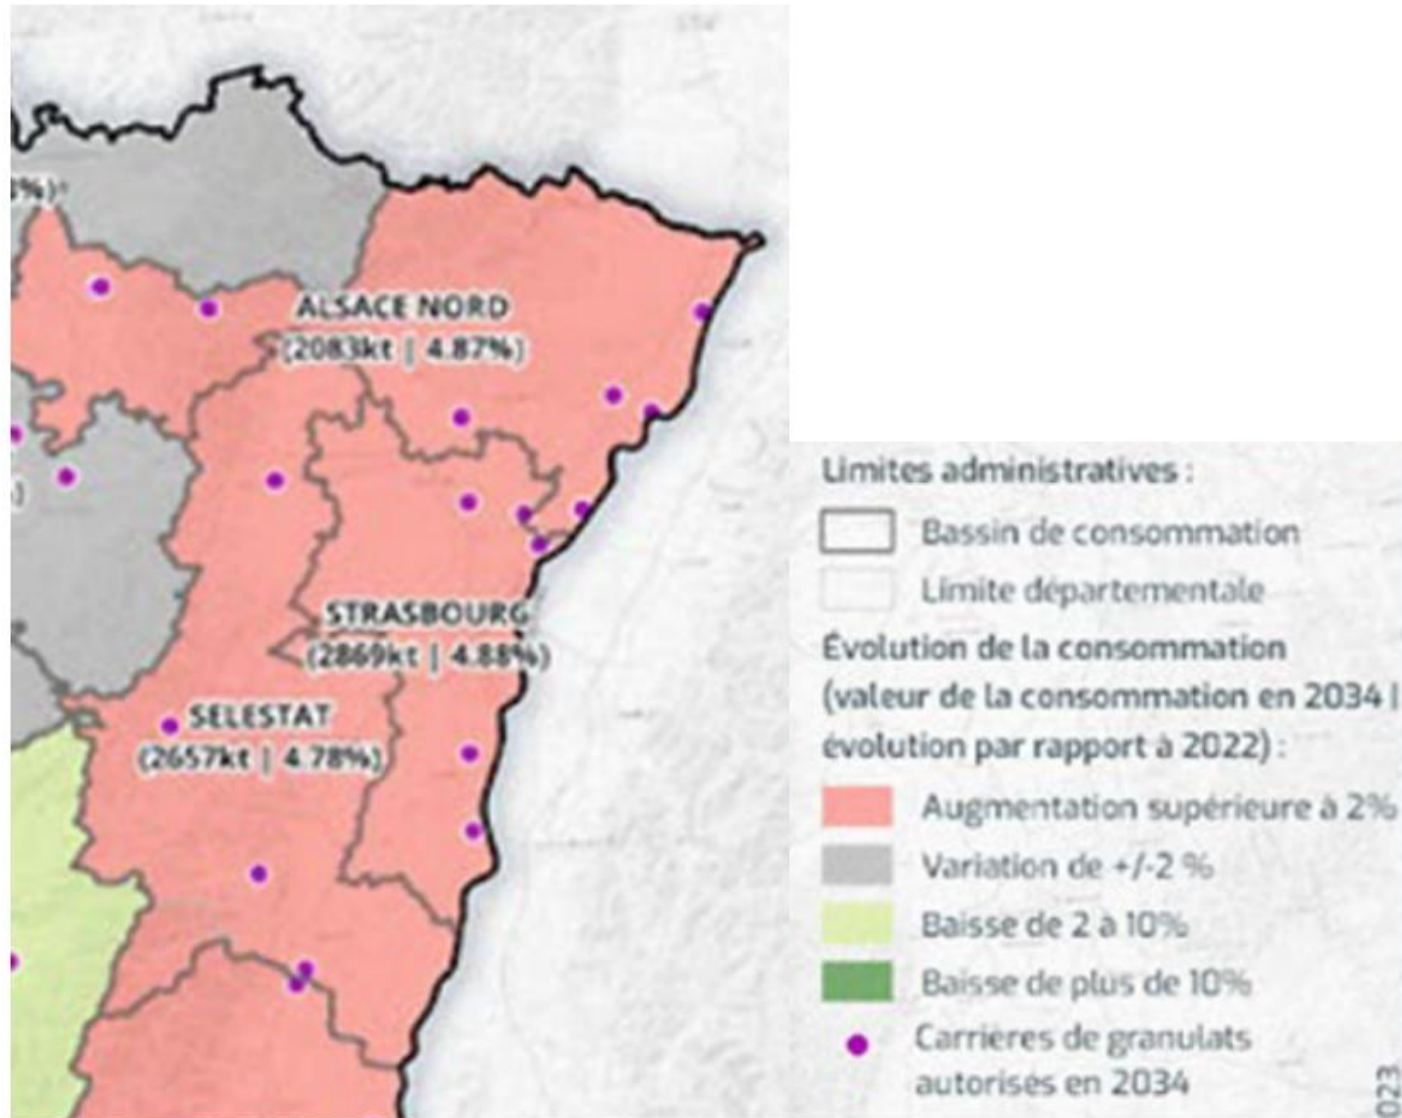 %)
ALSACE NORD
(2083kt | 4.87%)
STRASBOURG
(2869kt | 4.88%)
SELESTAT
(2657kt | 4.78%)
Limites administratives :
Bassin de consommation
Limite départementale
Évolution de la consommation
(valeur de la consommation en 2034 |
évolution par rapport à 2022) :
Augmentation supérieure à 2%
Variation de +/-2 %
Baisse de 2 à 10%
Baisse de plus de 10%
Carrières de granulats
autorisés en 2034
023